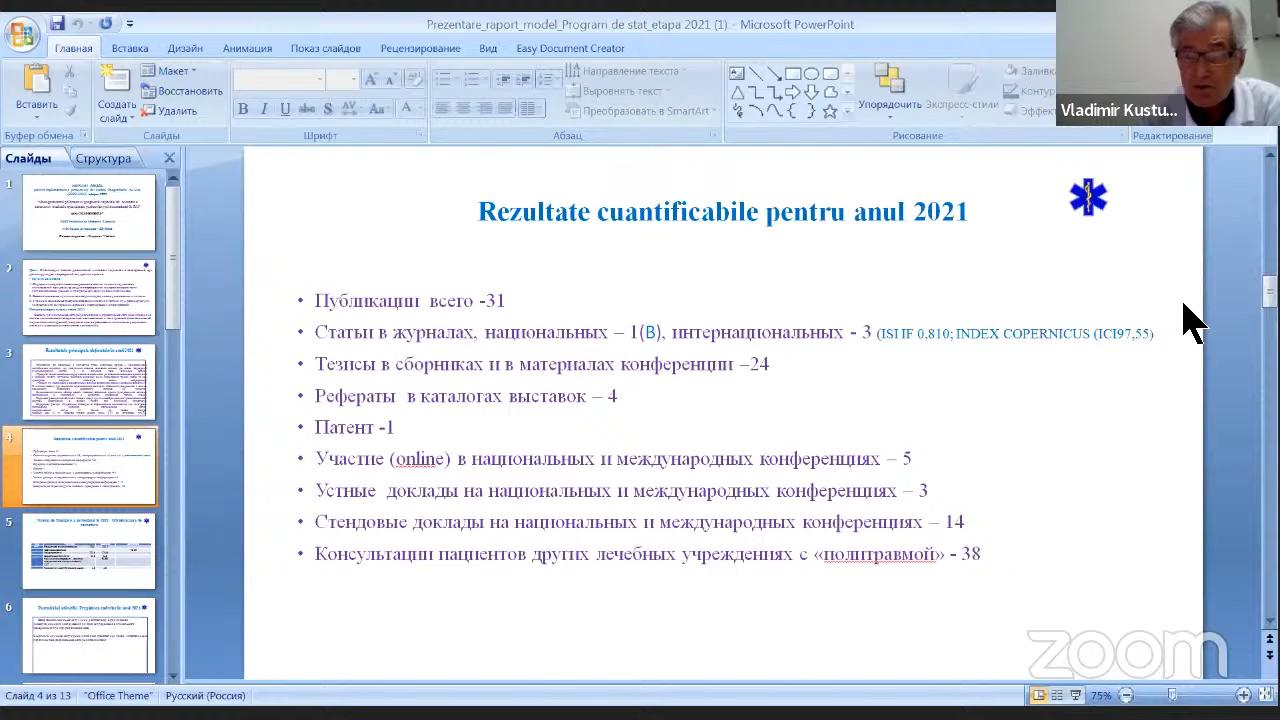 Prezentare_raport_model_Program de stat_etapa 2021 (1) - Microsoft PowerPoint
Главная Вставка Дизайн Анимация Показ слайдов Рецензирование Вид Easy Document Creator
Вставить
Создать слайд
Макет
Восстановить
Удалить
Направление текста
Выровнять текст
Преобразовать в SmartArt
Упорядочить
Экспресс-стили
Заливка
Буфер обмена Слайды Шрифт Абзац Рисование Редактирование
Vladimir Kustu...
Слайды Структура
1
2
3
4
5
6
Rezultate cuantificabile pentru anul 2021
• Публикации всего -31
• Статьи в журналах, национальных – 1(B), интернациональных - 3 (ISI IF 0,810; INDEX COPERNICUS (ICI97,55)
• Тезисы в сборниках и в материалах конференции –24
• Рефераты в каталогах выставок – 4
• Патент -1
• Участие (online) в национальных и международных конференциях – 5
• Устные доклады на национальных и международных конференциях – 3
• Стендовые доклады на национальных и международных конференциях – 14
• Консультации пациентов других лечебных учреждениях с «политравмой» - 38
zoom
Слайд 4 из 13 "Office Theme" Русский (Россия) 75%